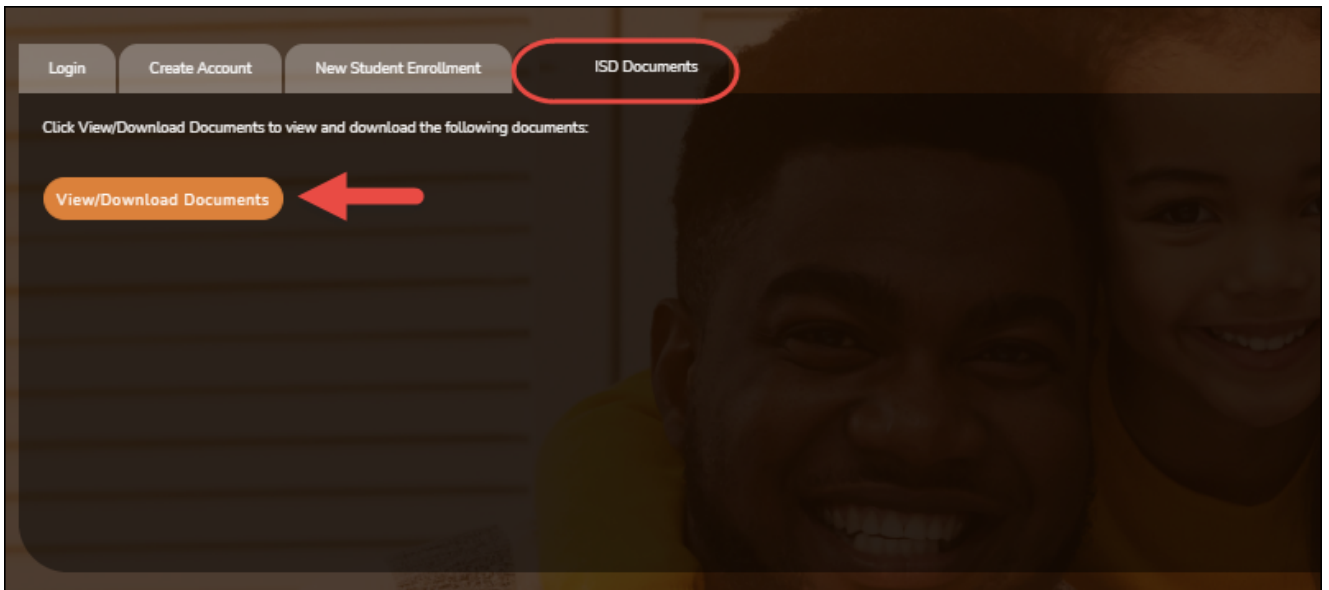 Login
Create Account
New Student Enrollment
ISD Documents
Click View/Download Documents to view and download the following documents:
View/Download Documents